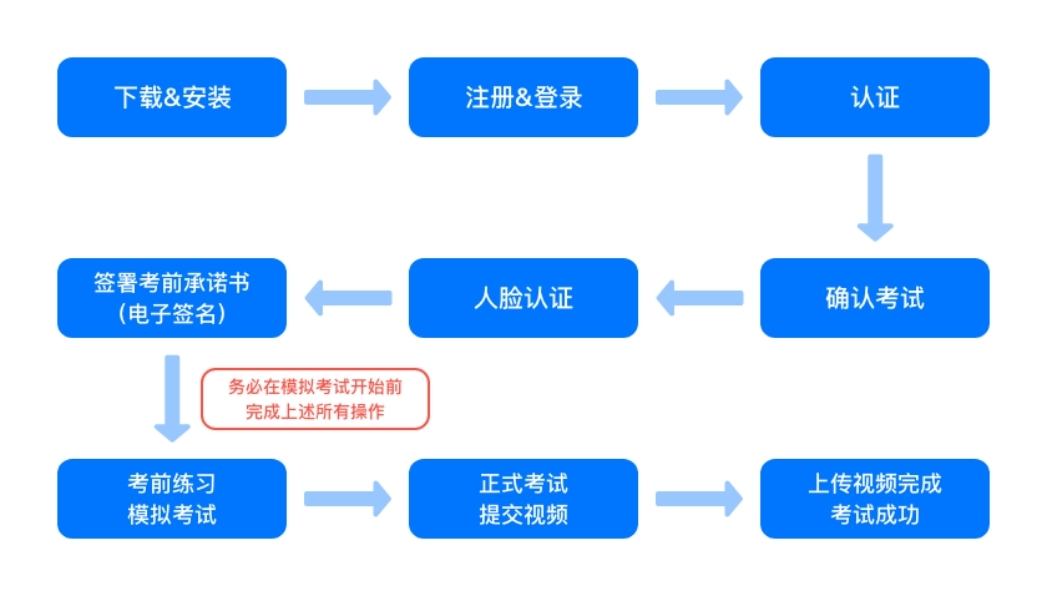 下载&安装
注册&登录
认证
确认考试
人脸认证
签署考前承诺书
（电子签名）
务必在模拟考试开始前
完成上述所有操作
考前练习
模拟考试
正式考试
提交视频
上传视频完成
考试成功